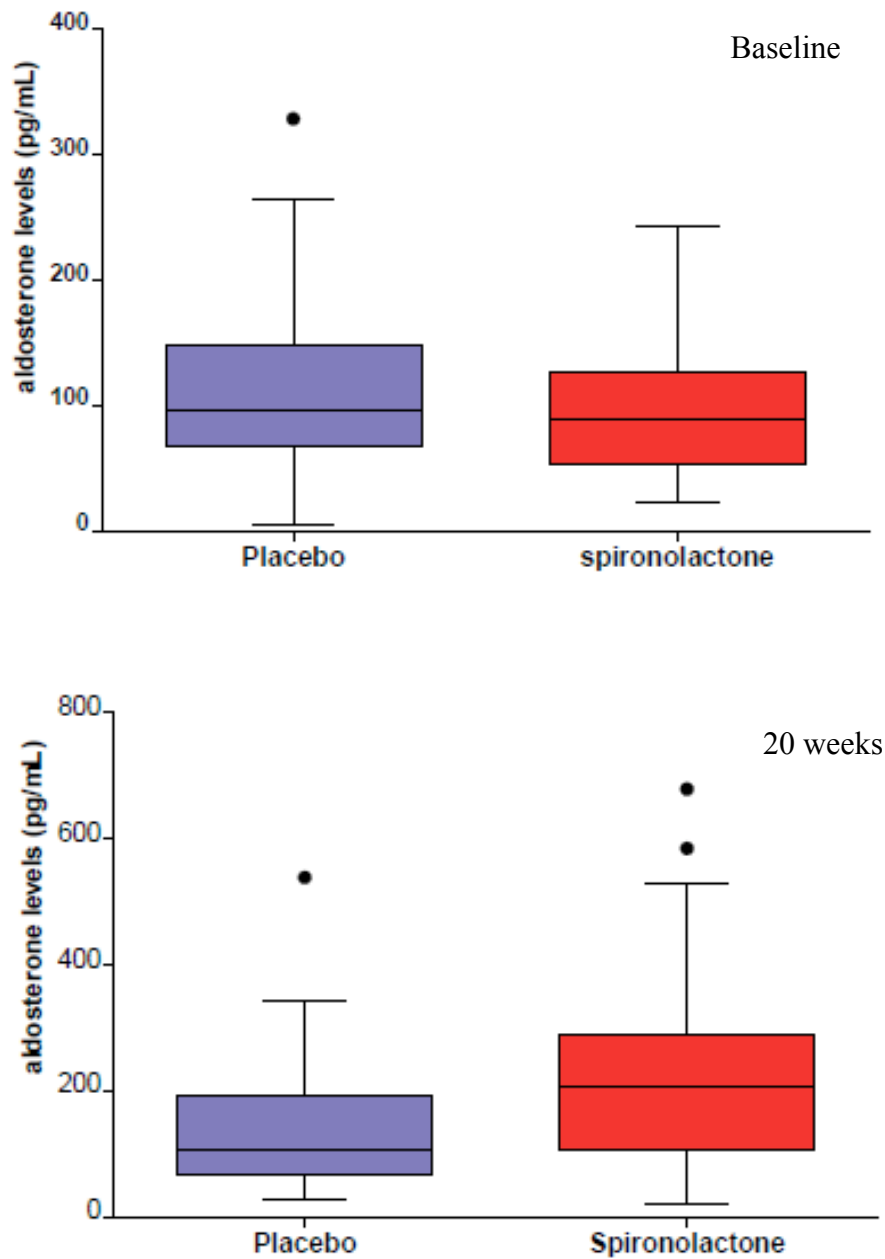 Baseline
aldosterone levels (pg/mL)
400
300
200
100
0
Placebo spironolactone
20 weeks
aldosterone levels (pg/mL)
800
600
400
200
0
Placebo Spironolactone